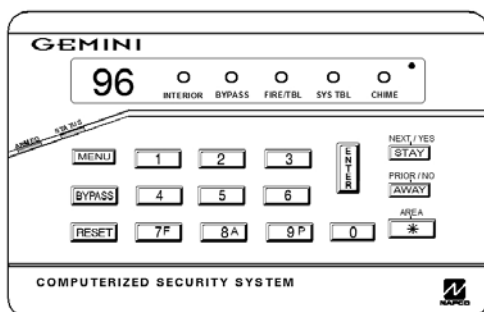 GEMINI
96
INTERIOR BYPASS FIRE/TBL SYS TBL CHIME
ARMED STATUS
NEXT / YES
MENU 1 2 3 ENTER STAY
PRIOR / NO
BYPASS 4 5 6 AWAY
AREA
RESET 7F 8A 9P 0 *
COMPUTERIZED SECURITY SYSTEM
NAPCO